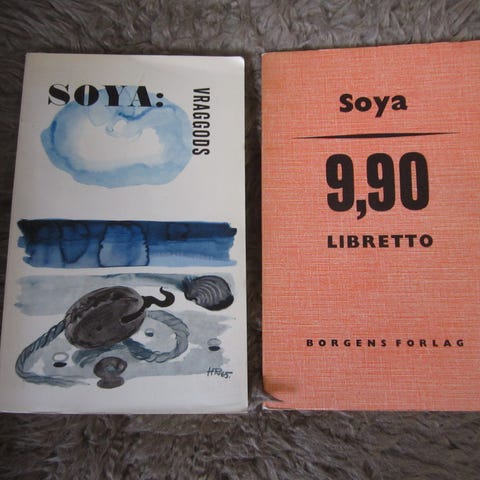 SOYA:
VRAGGODS
Soya
9,90
LIBRETTO
BORGENS FORLAG